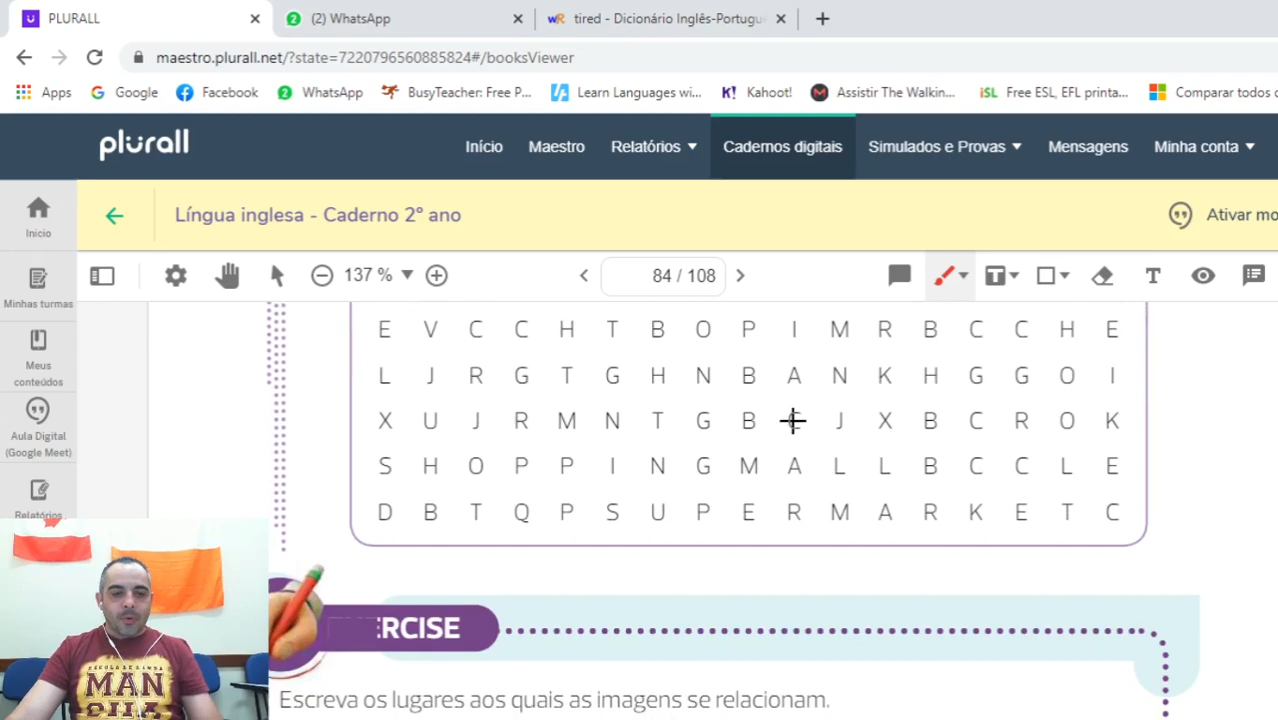 PLURALL
(2) WhatsApp
tired - Dicionário Inglês-Portugu
maestro.plurall.net/?state=7220796560885824#/booksViewer
Apps
Google
Facebook
WhatsApp
BusyTeacher: Free P...
Learn Languages wi...
Kahoot!
Assistir The Walkin...
Free ESL, EFL printa...
Comparar todos o
plurall
Início
Maestro
Relatórios
Cadernos digitais
Simulados e Provas
Mensagens
Minha conta
Inicio
Língua inglesa - Caderno 2º ano
Ativar mo
Minhas turmas
137 %
84 / 108
E V C C H T B O P I M R B C C H E
L J R G T G H N B A N K H G G O I
X U J R M N T G B C J X B C R O K
S H O P P I N G M A L L B C C L E
D B T Q P S U P E R M A R K E T C
Meus conteúdos
Aula Digital (Google Meet)
Relatórios
MAN
ERCISE
Escreva os lugares aos quais as imagens se relacionam.